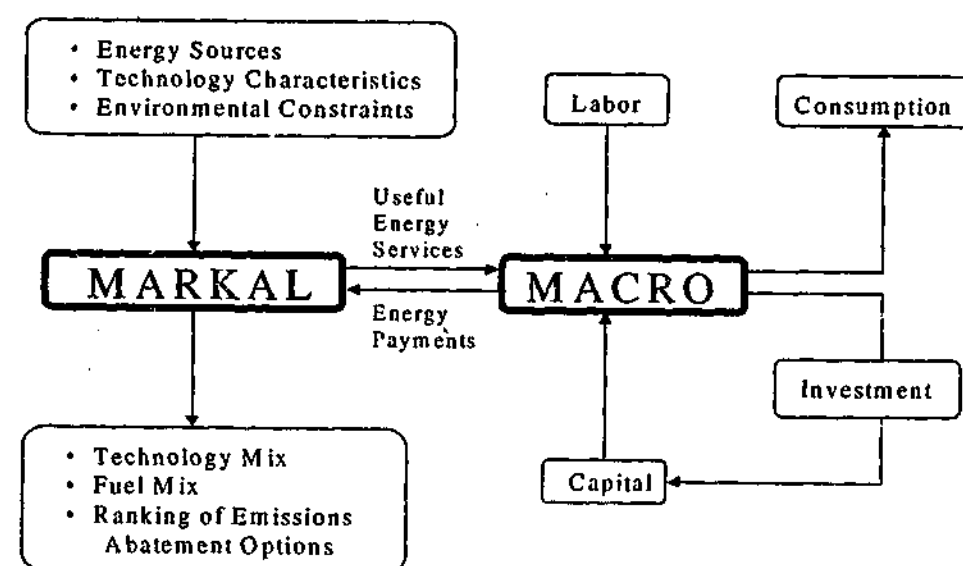 • Energy Sources
• Technology Characteristics
• Environmental Constraints
Labor
Consumption
Useful
Energy
Services
MARKAL
MACRO
Energy
Payments
Investment
• Technology Mix
• Fuel Mix
• Ranking of Emissions
Abatement Options
Capital